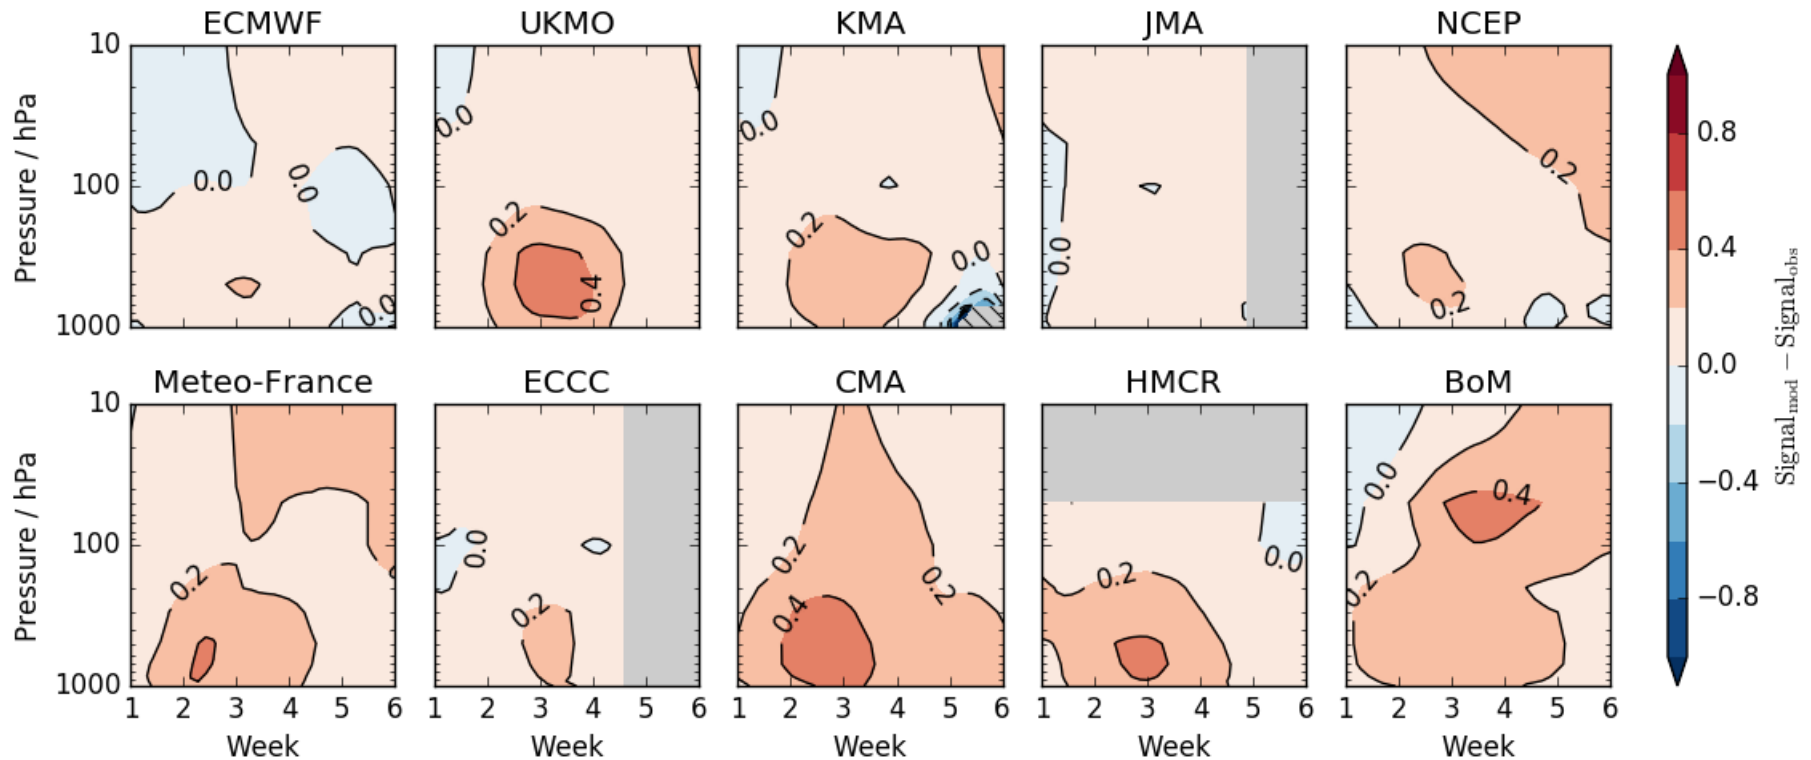 ECMWF UKMO KMA JMA NCEP
10
100
1000
Pressure / hPa
0.0 0.0 0.0
0.0 0.2 0.4
0.0 0.2 0.0
0.0
0.2 0.2
Meteo-France ECCC CMA HMCR BoM
10
100
1000
Pressure / hPa
0.2
0.0 0.2
0.2 0.4 0.2
0.2 0.0
0.0 0.4 0.2
1 2 3 4 5 6 1 2 3 4 5 6 1 2 3 4 5 6 1 2 3 4 5 6 1 2 3 4 5 6
Week Week Week Week Week
0.8
0.4
0.0
−0.4
−0.8
Signal_mod − Signal_obs